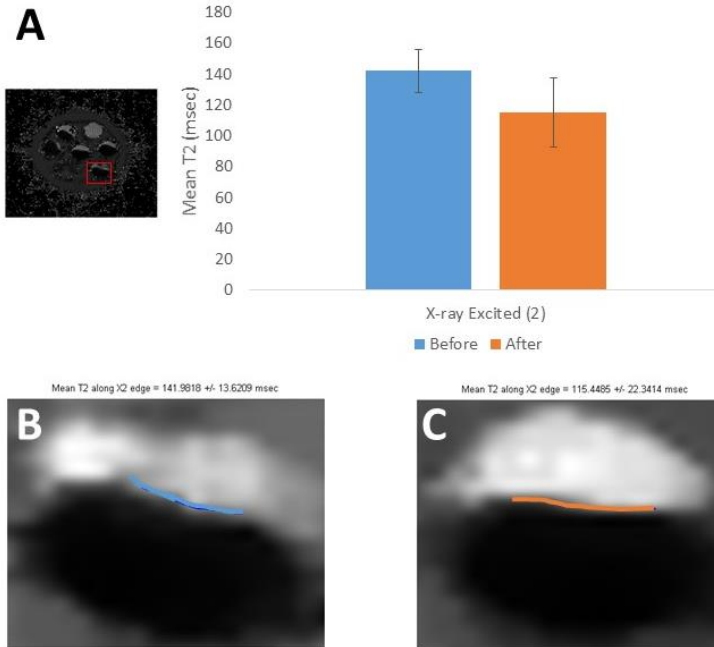 A
180
160
140
120
100
80
60
40
20
0
Mean T2 (msec)
X-ray Excited (2)
Before After
Mean T2 along X2 edge = 141.9818 +/- 13.6209 msec
Mean T2 along X2 edge = 115.4485 +/- 22.3414 msec
B
C